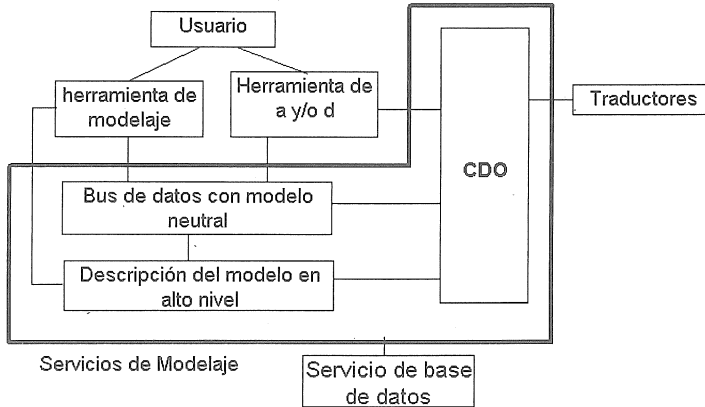 Usuario
herramienta de
modelaje
Herramienta de
a y/o d
Traductores
CDO
Bus de datos con modelo
neutral
Descripción del modelo en
alto nivel
Servicios de Modelaje
Servicio de base
de datos